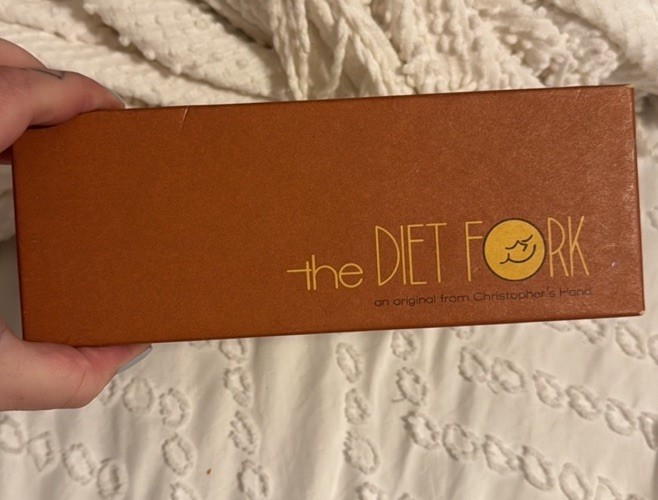 the DIET FORK
an original from Christopher's Hand